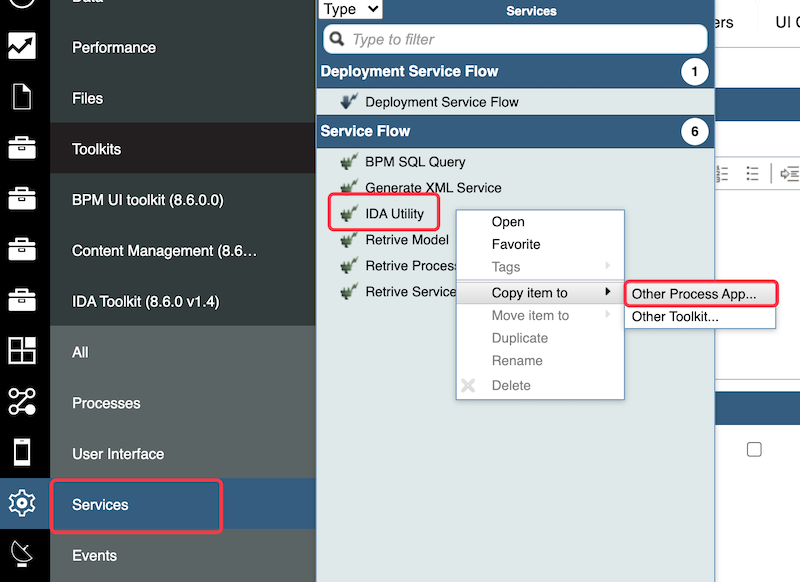 Data
Performance
Files
Toolkits
BPM UI toolkit (8.6.0.0)
Content Management (8.6...
IDA Toolkit (8.6.0 v1.4)
All
Processes
User Interface
Services
Events
Type
Services
Type to filter
Deployment Service Flow
1
Deployment Service Flow
Service Flow
6
BPM SQL Query
Generate XML Service
IDA Utility
Retrive Model
Retrive Process
Retrive Service
Open
Favorite
Tags
Copy item to
Move item to
Duplicate
Rename
Delete
Other Process App...
Other Toolkit...
ers
UI